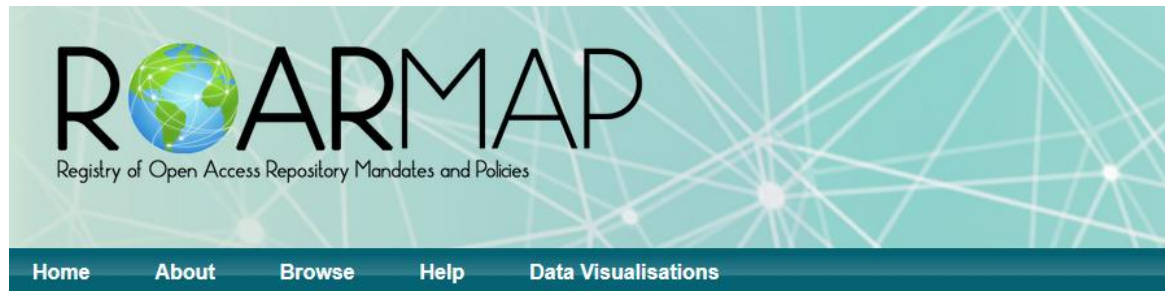 ROARMAP
Registry of Open Access Repository Mandates and Policies
Home About Browse Help Data Visualisations